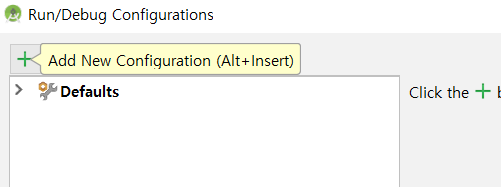 Run/Debug Configurations
Add New Configuration (Alt+Insert)
Defaults
Click the + b